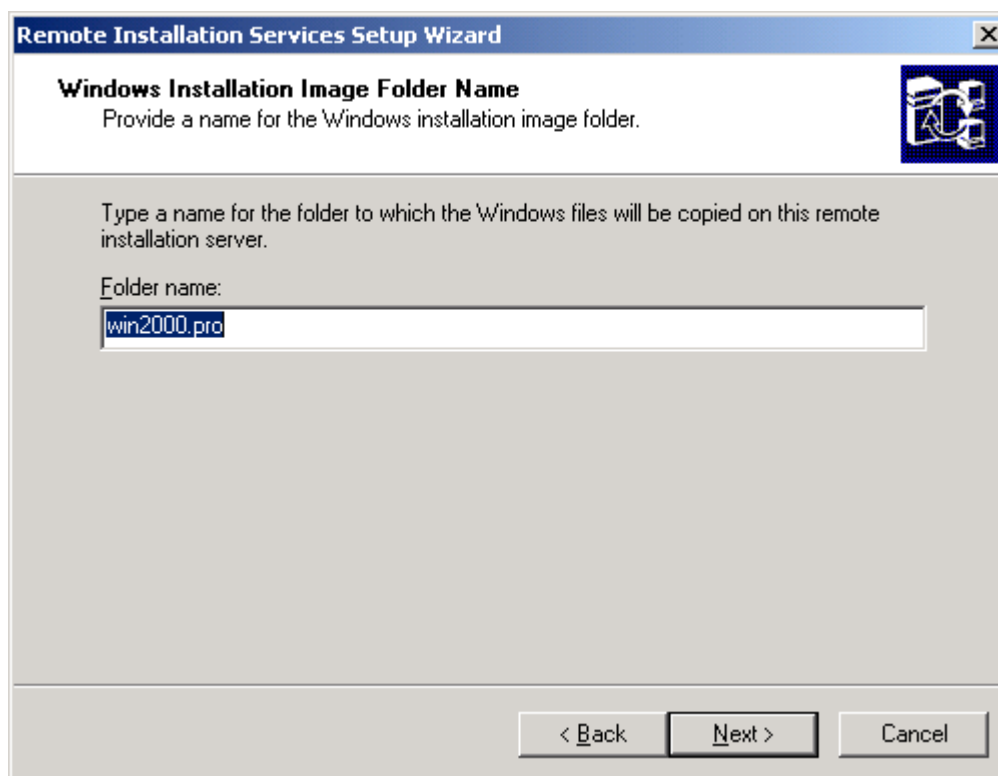 Remote Installation Services Setup Wizard
Windows Installation Image Folder Name
Provide a name for the Windows installation image folder.
Type a name for the folder to which the Windows files will be copied on this remote
installation server.
Folder name:
win2000.pro
< Back Next > Cancel